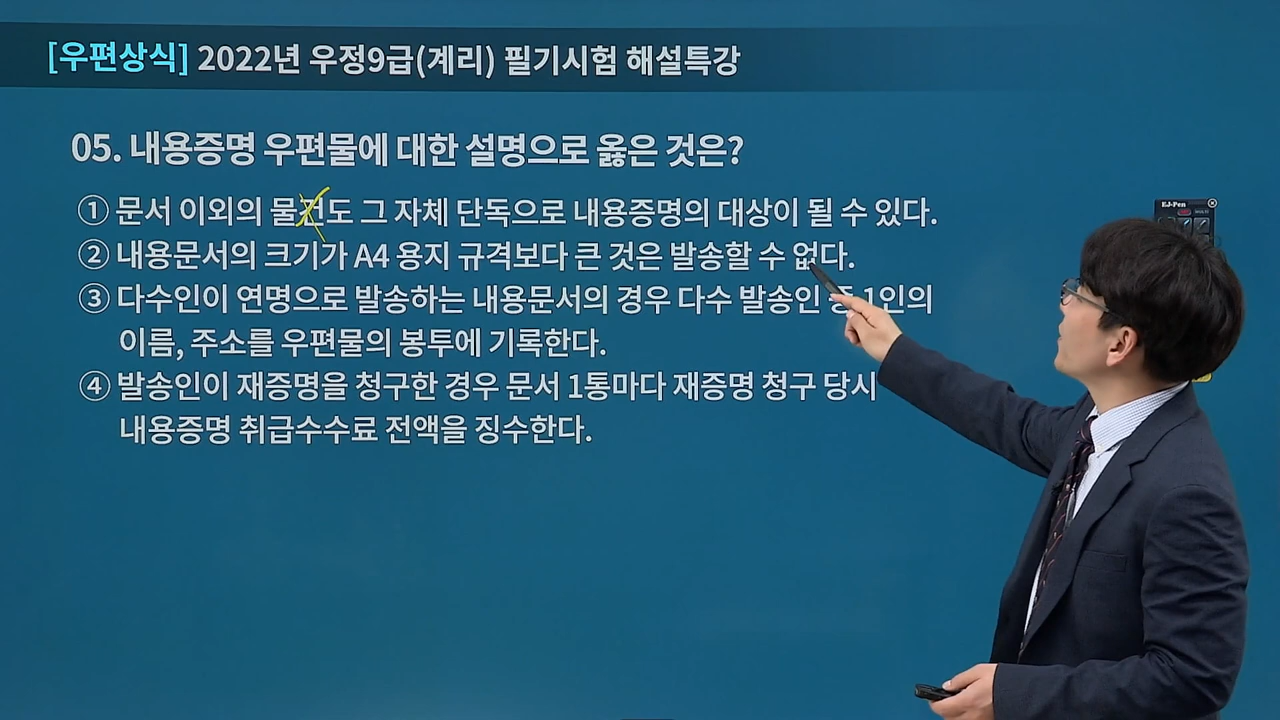 [우편상식] 2022년 우정9급(계리) 필기시험 해설특강
05. 내용증명 우편물에 대한 설명으로 옳은 것은?
① 문서 이외의 물건도 그 자체 단독으로 내용증명의 대상이 될 수 있다.
② 내용문서의 크기가 A4 용지 규격보다 큰 것은 발송할 수 없다.
③ 다수인이 연명으로 발송하는 내용문서의 경우 다수 발송인 중 1인의
이름, 주소를 우편물의 봉투에 기록한다.
④ 발송인이 재증명을 청구한 경우 문서 1통마다 재증명 청구 당시
내용증명 취급수수료 전액을 징수한다.
EJ-Pen